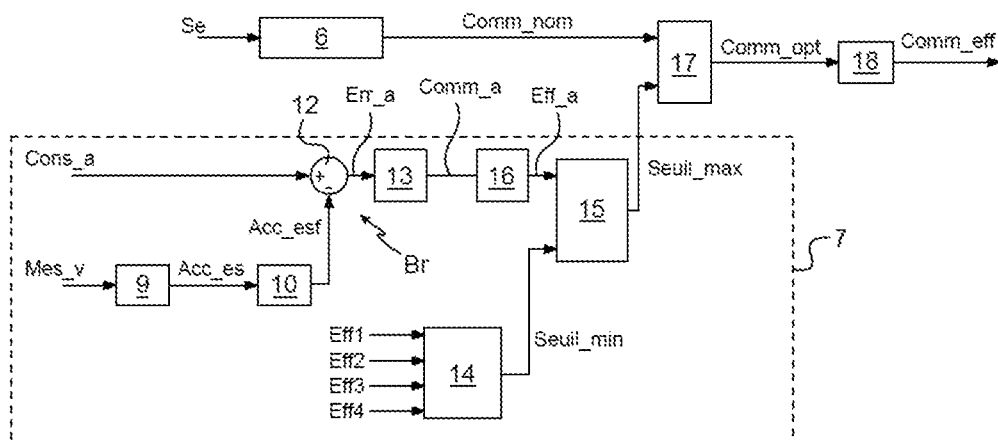 Se
6
Comm_nom
17
Comm_opt
18
Comm_eff
12
Err_a
Comm_a
Eff_a
Cons_a
+
-
13
16
15
Seuil_max
Acc_esf
Br
7
Mes_v
9
Acc_es
10
Eff1
Eff2
Eff3
Eff4
14
Seuil_min